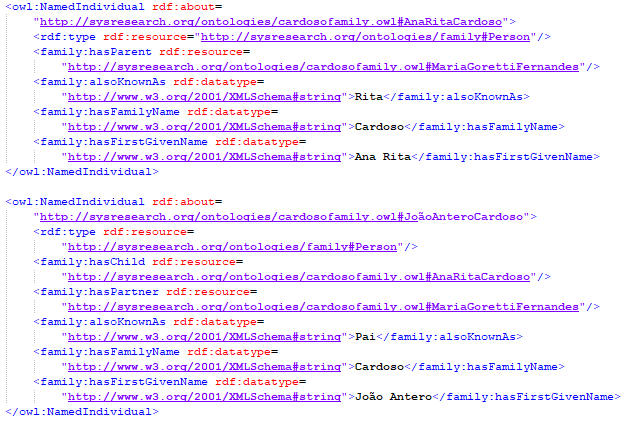 <owl:NamedIndividual rdf:about=
"http://sysresearch.org/ontologies/cardosofamily.owl#AnaRitaCardoso">
<rdf:type rdf:resource="http://sysresearch.org/ontologies/family#Person"/>
<family:hasParent rdf:resource=
"http://sysresearch.org/ontologies/cardosofamily.owl#MariaGorettiFernandes"/>
<family:alsoKnownAs rdf:datatype=
"http://www.w3.org/2001/XMLSchema#string">Rita</family:alsoKnownAs>
<family:hasFamilyName rdf:datatype=
"http://www.w3.org/2001/XMLSchema#string">Cardoso</family:hasFamilyName>
<family:hasFirstGivenName rdf:datatype=
"http://www.w3.org/2001/XMLSchema#string">Ana Rita</family:hasFirstGivenName>
</owl:NamedIndividual>
<owl:NamedIndividual rdf:about=
"http://sysresearch.org/ontologies/cardosofamily.owl#JoãoAnteroCardoso">
<rdf:type rdf:resource=
"http://sysresearch.org/ontologies/family#Person"/>
<family:hasChild rdf:resource=
"http://sysresearch.org/ontologies/cardosofamily.owl#AnaRitaCardoso"/>
<family:hasPartner rdf:resource=
"http://sysresearch.org/ontologies/cardosofamily.owl#MariaGorettiFernandes"/>
<family:alsoKnownAs rdf:datatype=
"http://www.w3.org/2001/XMLSchema#string">Pai</family:alsoKnownAs>
<family:hasFamilyName rdf:datatype=
"http://www.w3.org/2001/XMLSchema#string">Cardoso</family:hasFamilyName>
<family:hasFirstGivenName rdf:datatype=
"http://www.w3.org/2001/XMLSchema#string">João Antero</family:hasFirstGivenName>
</owl:NamedIndividual>